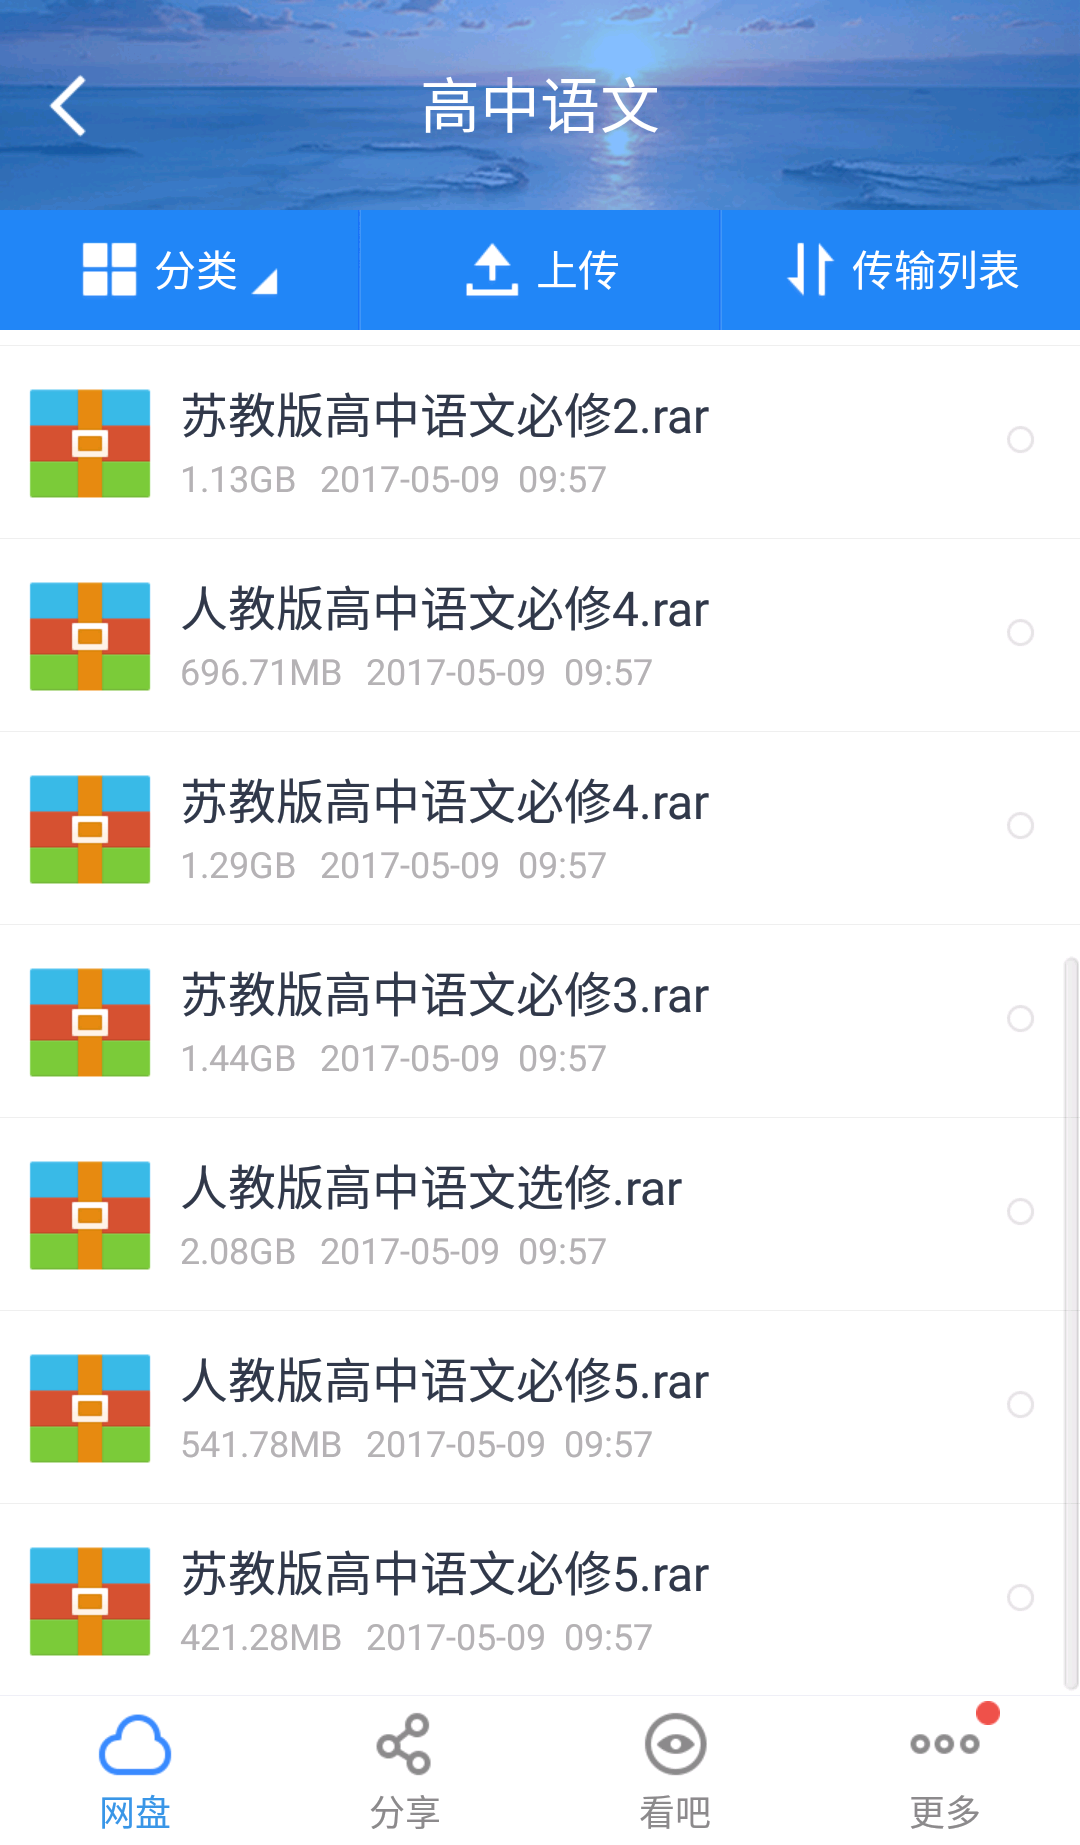 高中语文
分类 上传 传输列表
苏教版高中语文必修2.rar
1.13GB 2017-05-09 09:57
人教版高中语文必修4.rar
696.71MB 2017-05-09 09:57
苏教版高中语文必修4.rar
1.29GB 2017-05-09 09:57
苏教版高中语文必修3.rar
1.44GB 2017-05-09 09:57
人教版高中语文选修.rar
2.08GB 2017-05-09 09:57
人教版高中语文必修5.rar
541.78MB 2017-05-09 09:57
苏教版高中语文必修5.rar
421.28MB 2017-05-09 09:57
网盘 分享 看吧 更多